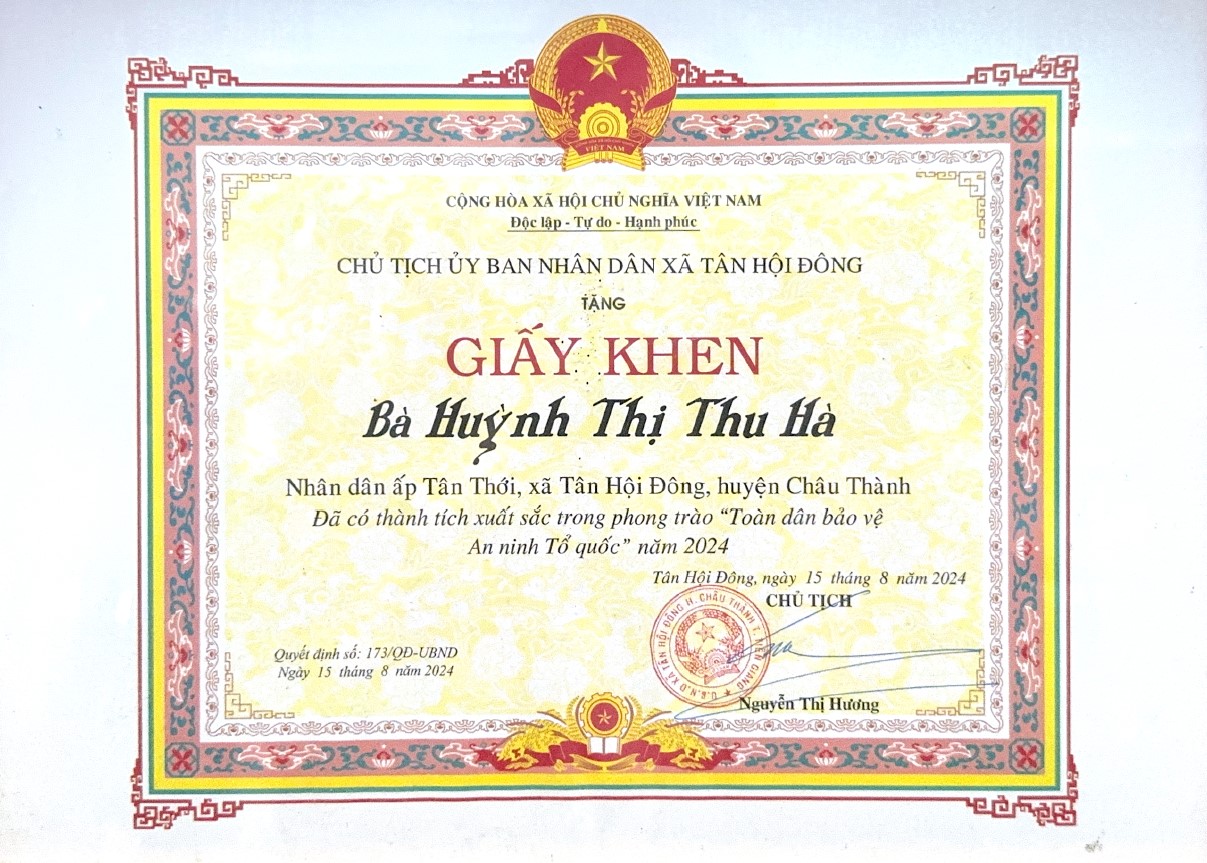 VIỆT NAM
CỘNG HÒA XÃ HỘI CHỦ NGHĨA VIỆT NAM
Độc lập - Tự do - Hạnh phúc
CHỦ TỊCH ỦY BAN NHÂN DÂN XÃ TÂN HỘI ĐÔNG
TẶNG
GIẤY KHEN
Bà Huỳnh Thị Thu Hà
Nhân dân ấp Tân Thới, xã Tân Hội Đông, huyện Châu Thành
Đã có thành tích xuất sắc trong phong trào “Toàn dân bảo vệ
An ninh Tổ quốc” năm 2024
Tân Hội Đông, ngày 15 tháng 8 năm 2024
CHỦ TỊCH
U.B.N.D XÃ TÂN HỘI ĐÔNG H. CHÂU THÀNH T. TIỀN GIANG
Quyết định số: 173/QĐ-UBND
Ngày 15 tháng 8 năm 2024
Nguyễn Thị Hương